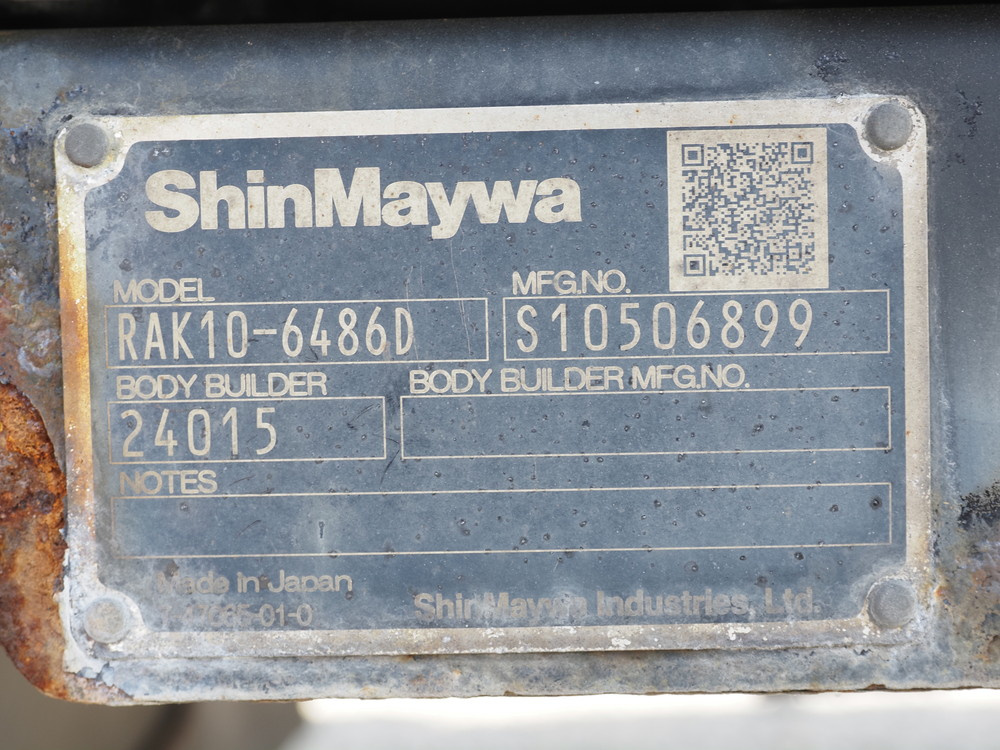 ShinMaywa
MODEL MFG.NO.
RAK10-6486D S10506899
BODY BUILDER BODY BUILDER MFG.NO.
24015
NOTES
Made in Japan
ShinMaywa Industries, Ltd.